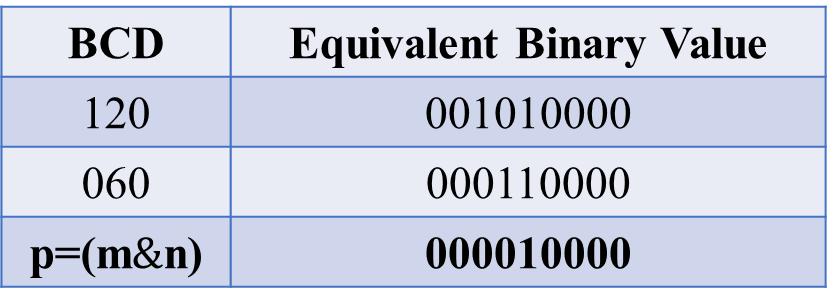 BCD Equivalent Binary Value
120 001010000
060 000110000
p=(m&n) 000010000